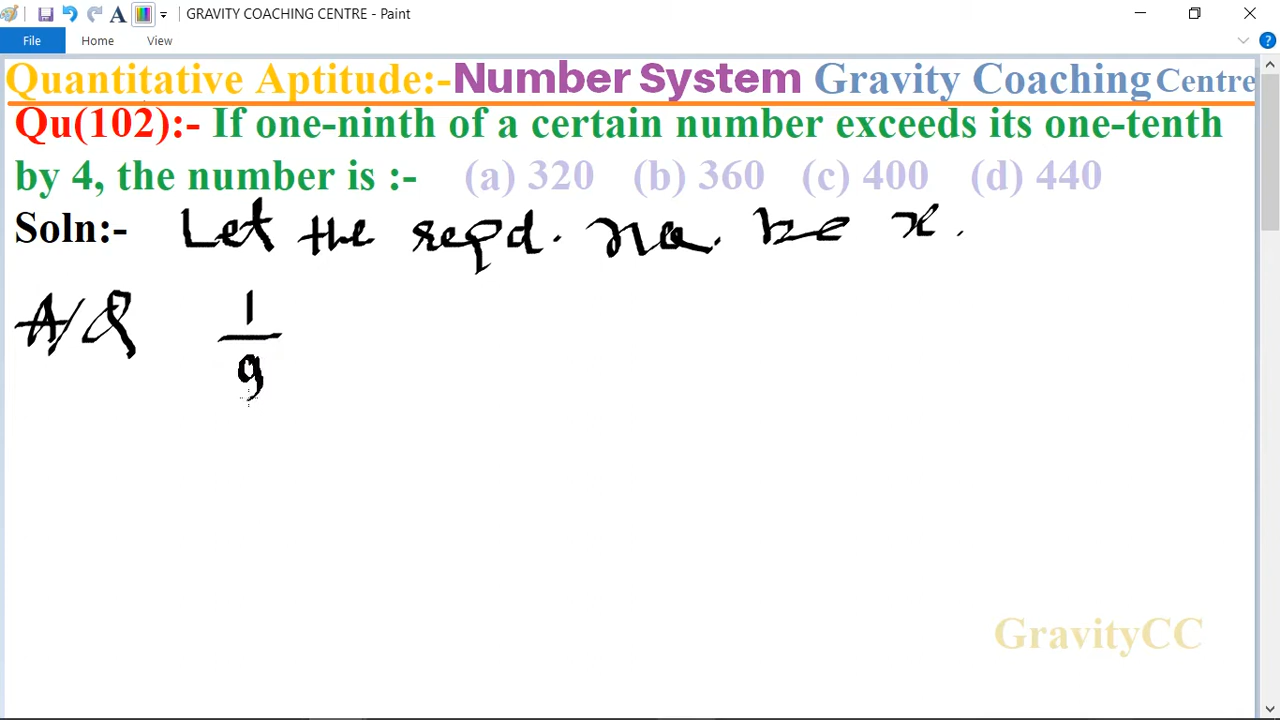 GRAVITY COACHING CENTRE - Paint
File Home View
Quantitative Aptitude:-Number System Gravity Coaching Centre
Qu(102):- If one-ninth of a certain number exceeds its one-tenth
by 4, the number is :- (a) 320 (b) 360 (c) 400 (d) 440
Soln:- Let the reqd. no. be x.
A/Q 1/9
GravityCC